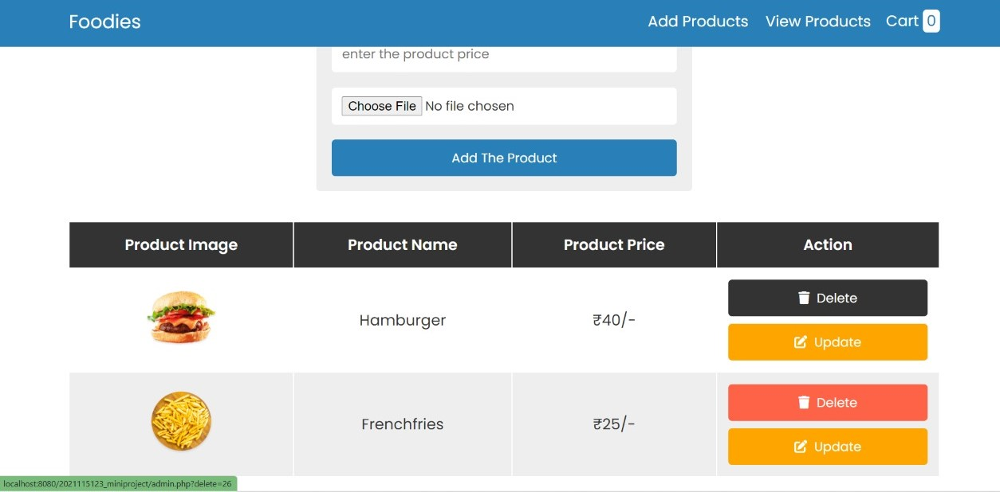 Foodies
Add Products View Products Cart 0
enter the product price
Choose File No file chosen
Add The Product
Product Image Product Name Product Price Action
Delete
Hamburger ₹40/-
Update
Delete
Frenchfries ₹25/-
Update
localhost:8080/2021115123_miniproject/admin.php?delete=26